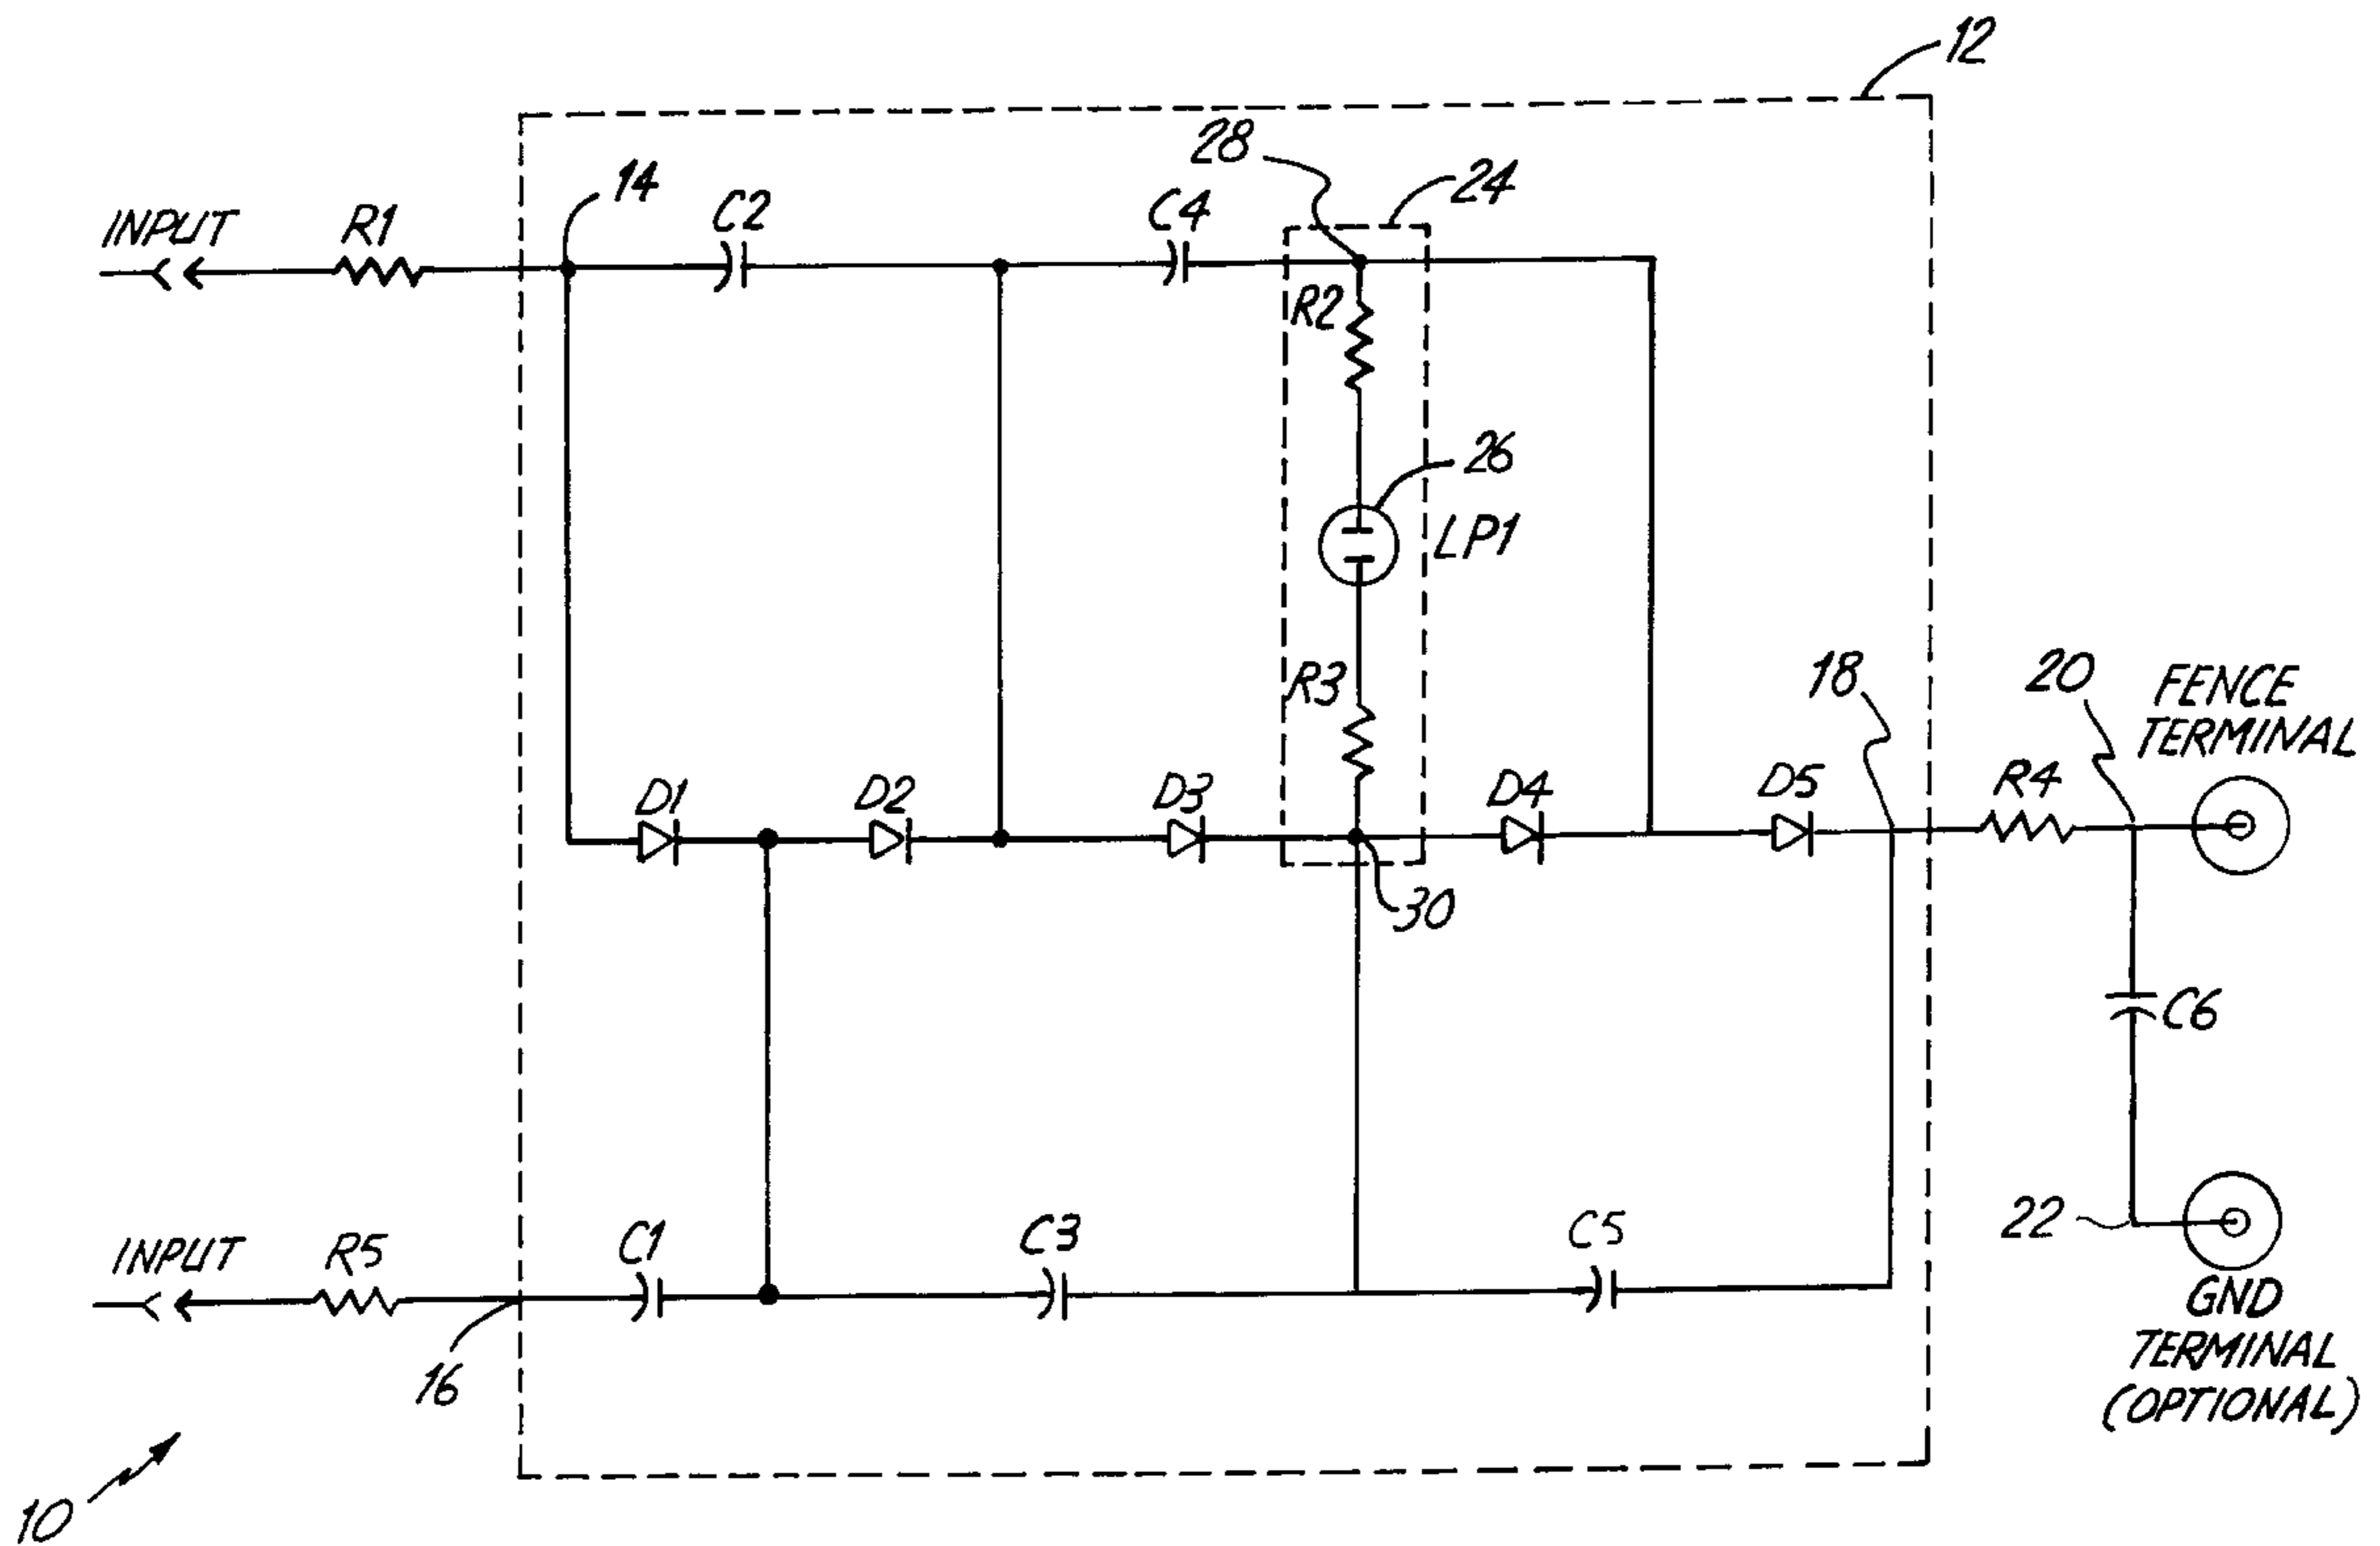 12
28
24
14
C2
C4
INPUT
R1
R2
26
LP1
R3
18
20
FENCE
TERMINAL
D1
D2
D3
D4
D5
R4
30
C6
22
INPUT
R5
C1
C3
C5
16
GND
TERMINAL
(OPTIONAL)
10